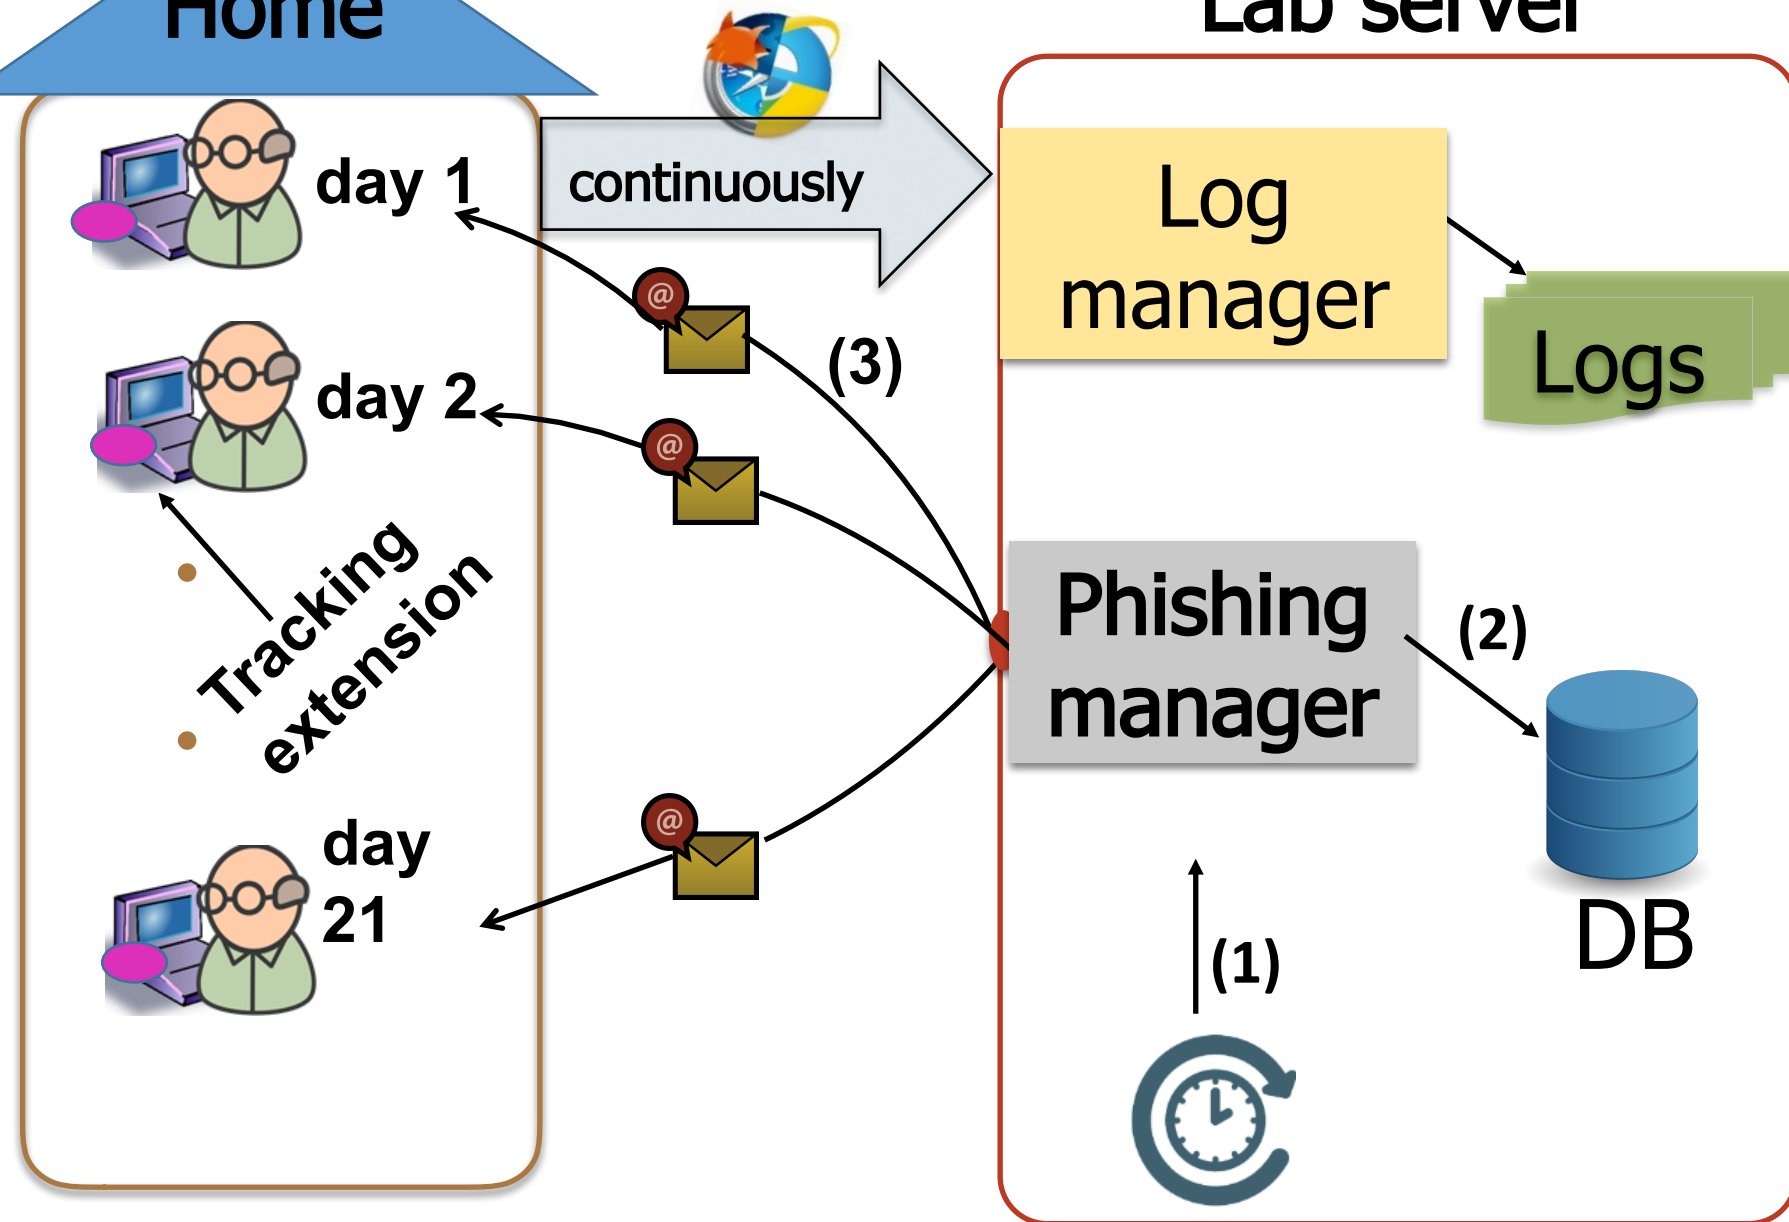 Home
Lab server
day 1
continuously
Log
manager
Logs
day 2
(3)
@
@
Tracking
extension
Phishing
manager
(2)
day
21
@
(1)
DB